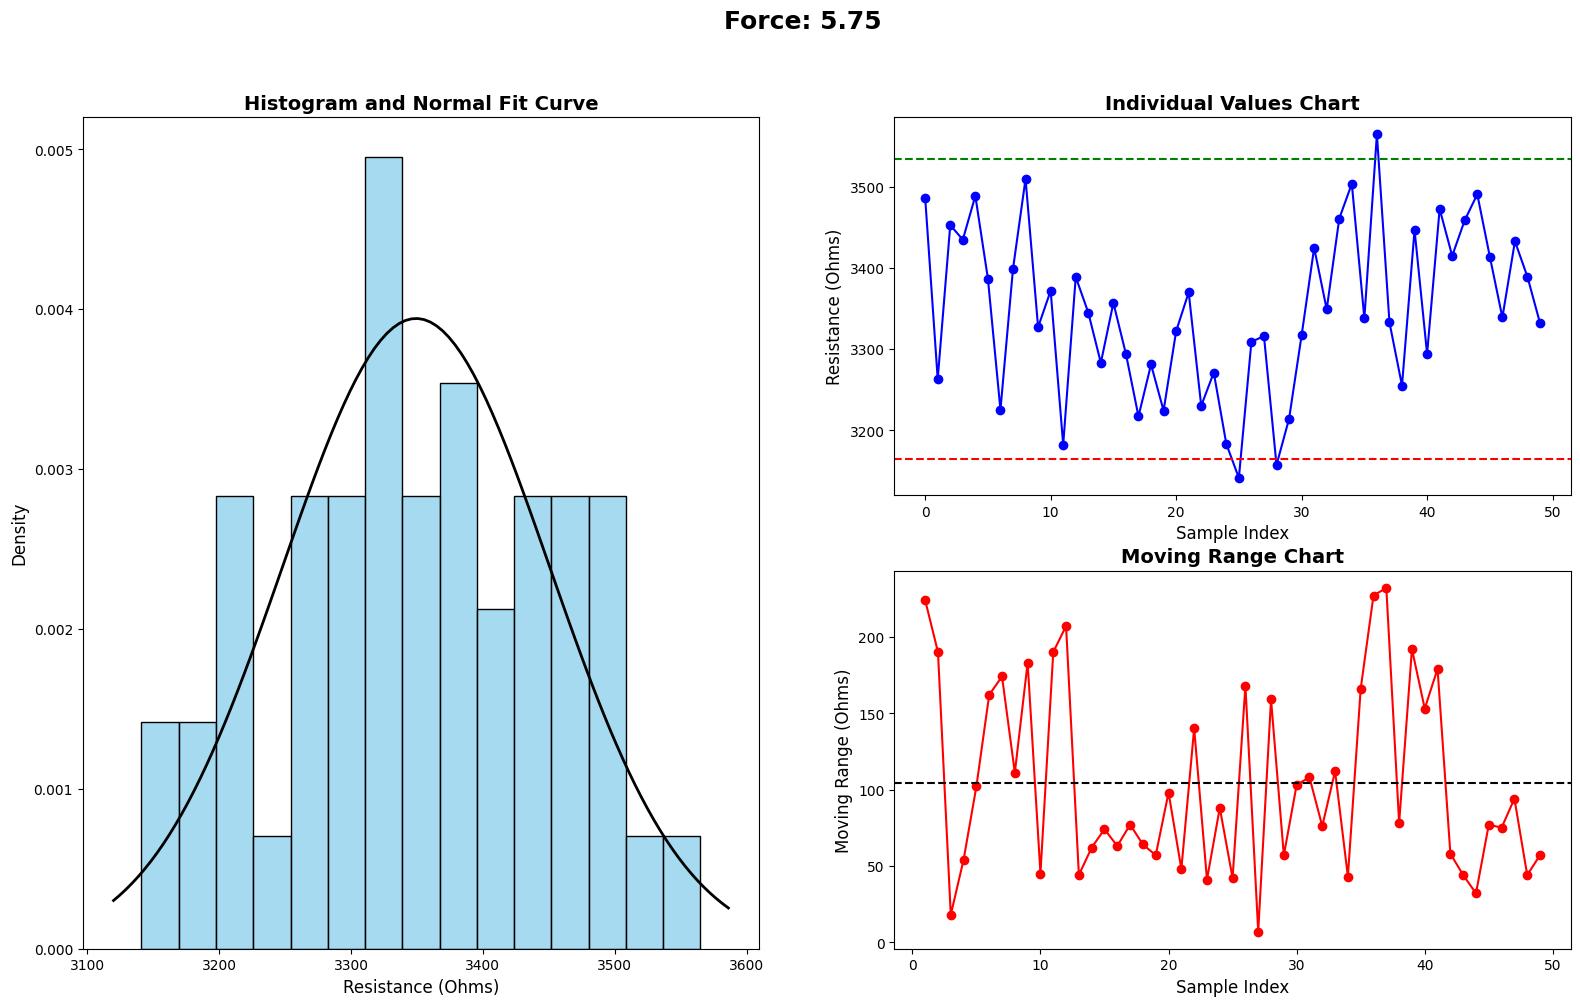 Force: 5.75
Histogram and Normal Fit Curve
Density
0.005
0.004
0.003
0.002
0.001
0.000
3100 3200 3300 3400 3500 3600
Resistance (Ohms)
Individual Values Chart
Resistance (Ohms)
3500
3400
3300
3200
0 10 20 30 40 50
Sample Index
Moving Range Chart
Moving Range (Ohms)
200
150
100
50
0
0 10 20 30 40 50
Sample Index